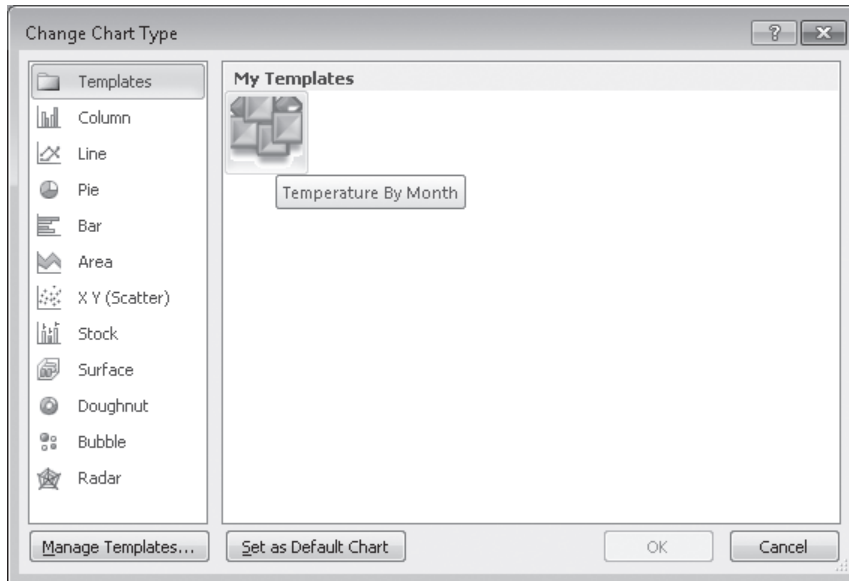 Change Chart Type
Templates
Column
Line
Pie
Bar
Area
X Y (Scatter)
Stock
Surface
Doughnut
Bubble
Radar
My Templates
Temperature By Month
Manage Templates...
Set as Default Chart
OK
Cancel